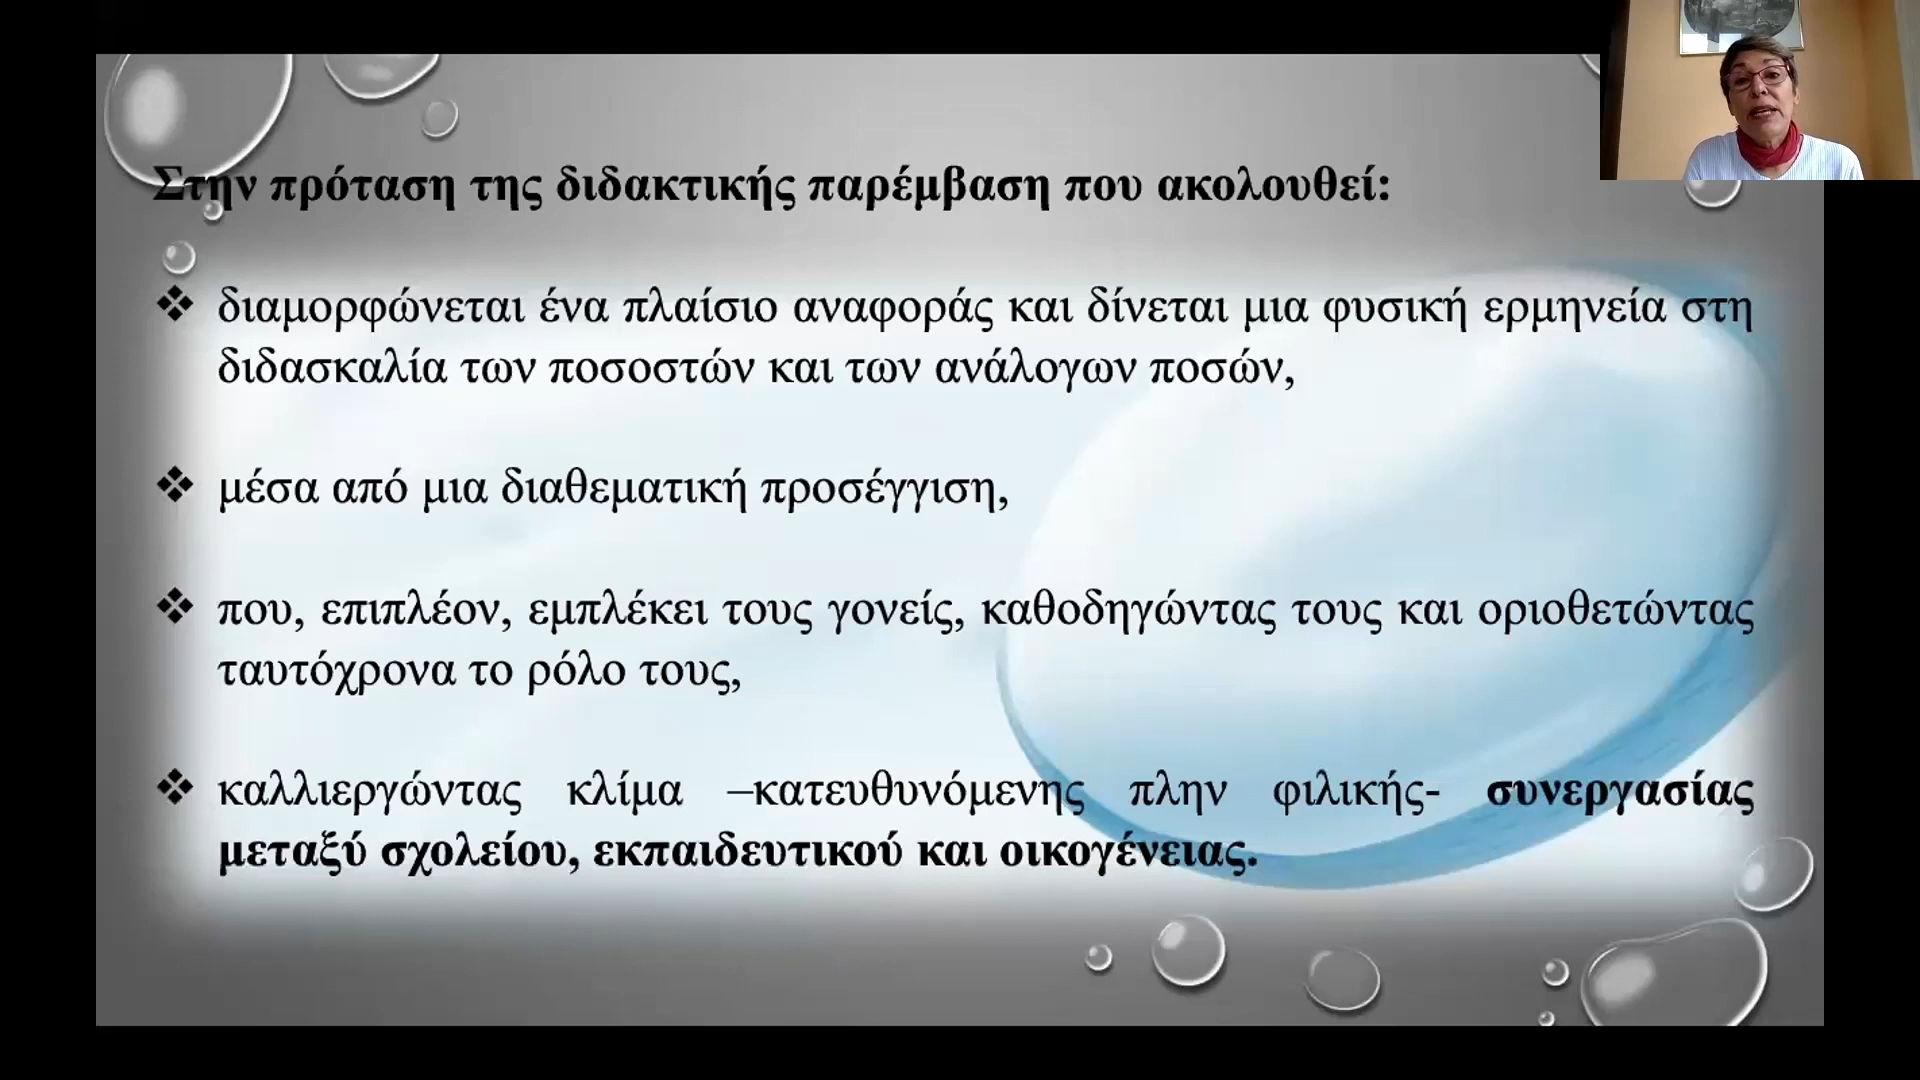 Στην πρόταση της διδακτικής παρέμβαση που ακολουθεί:
❖ διαμορφώνεται ένα πλαίσιο αναφοράς και δίνεται μια φυσική ερμηνεία στη
διδασκαλία των ποσοστών και των ανάλογων ποσών,
❖ μέσα από μια διαθεματική προσέγγιση,
❖ που, επιπλέον, εμπλέκει τους γονείς, καθοδηγώντας τους και οριοθετώντας
ταυτόχρονα το ρόλο τους,
❖ καλλιεργώντας κλίμα –κατευθυνόμενης πλην φιλικής- συνεργασίας
μεταξύ σχολείου, εκπαιδευτικού και οικογένειας.